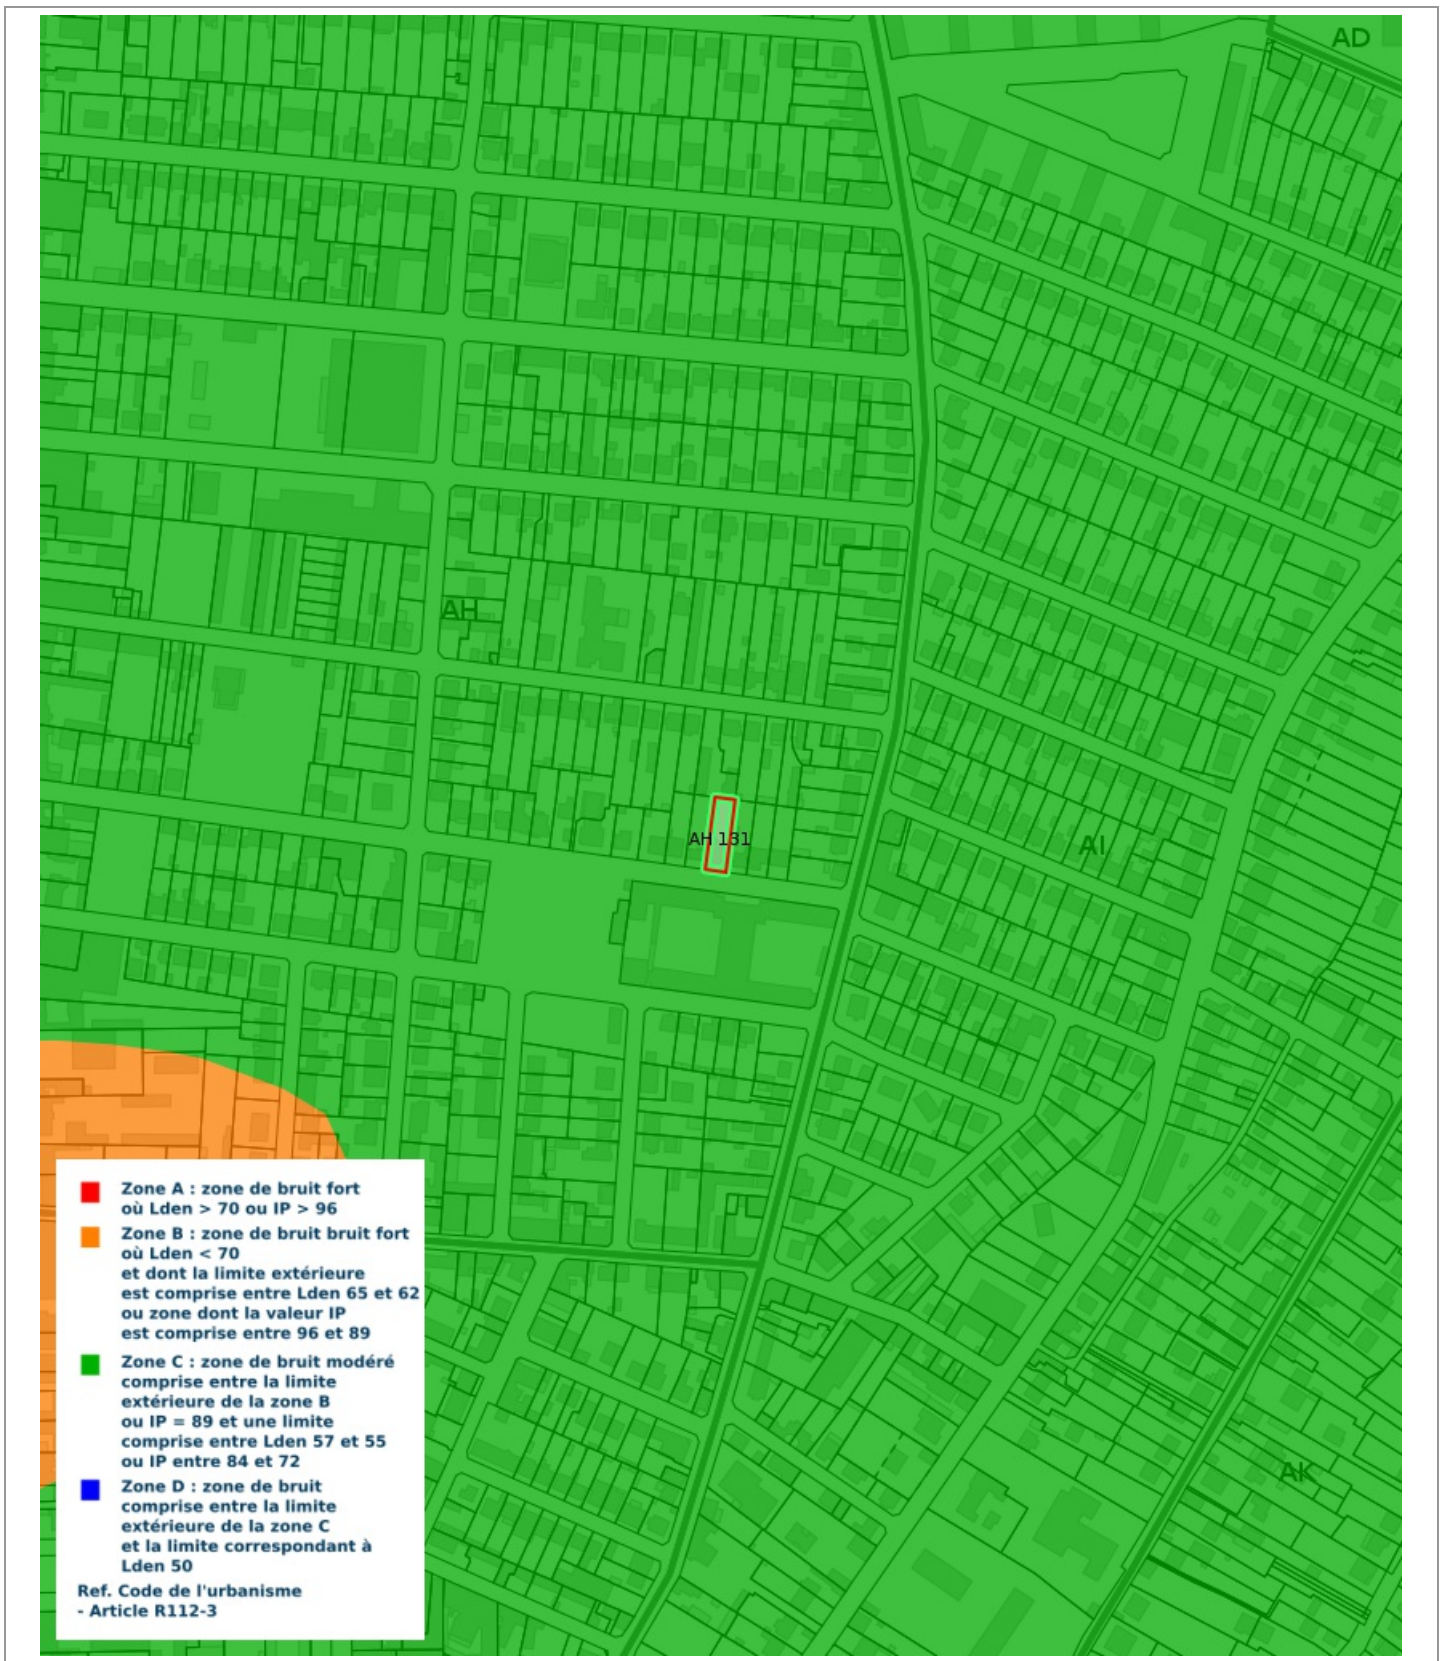 AD
AH
AH 131
AI
AK
Zone A : zone de bruit fort
où Lden > 70 ou IP > 96
Zone B : zone de bruit bruit fort
où Lden < 70
et dont la limite extérieure
est comprise entre Lden 65 et 62
ou zone dont la valeur IP
est comprise entre 96 et 89
Zone C : zone de bruit modéré
comprise entre la limite
extérieure de la zone B
ou IP = 89 et une limite
comprise entre Lden 57 et 55
ou IP entre 84 et 72
Zone D : zone de bruit
comprise entre la limite
extérieure de la zone C
et la limite correspondant à
Lden 50
Ref. Code de l'urbanisme
- Article R112-3